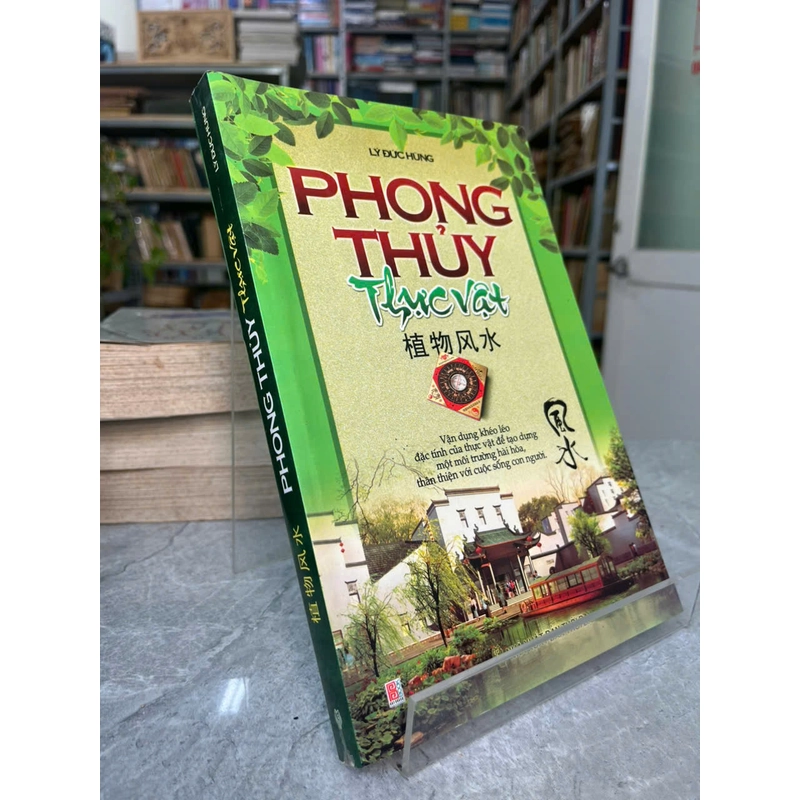 LÝ ĐỨC HÙNG
PHONG
THỦY
Thực Vật
植物风水
Vận dụng khéo léo
đặc tính của thực vật để tạo dựng
một môi trường hài hòa,
thân thiện với cuộc sống con người.
風水
PHONG THỦY Thực Vật
植物风水